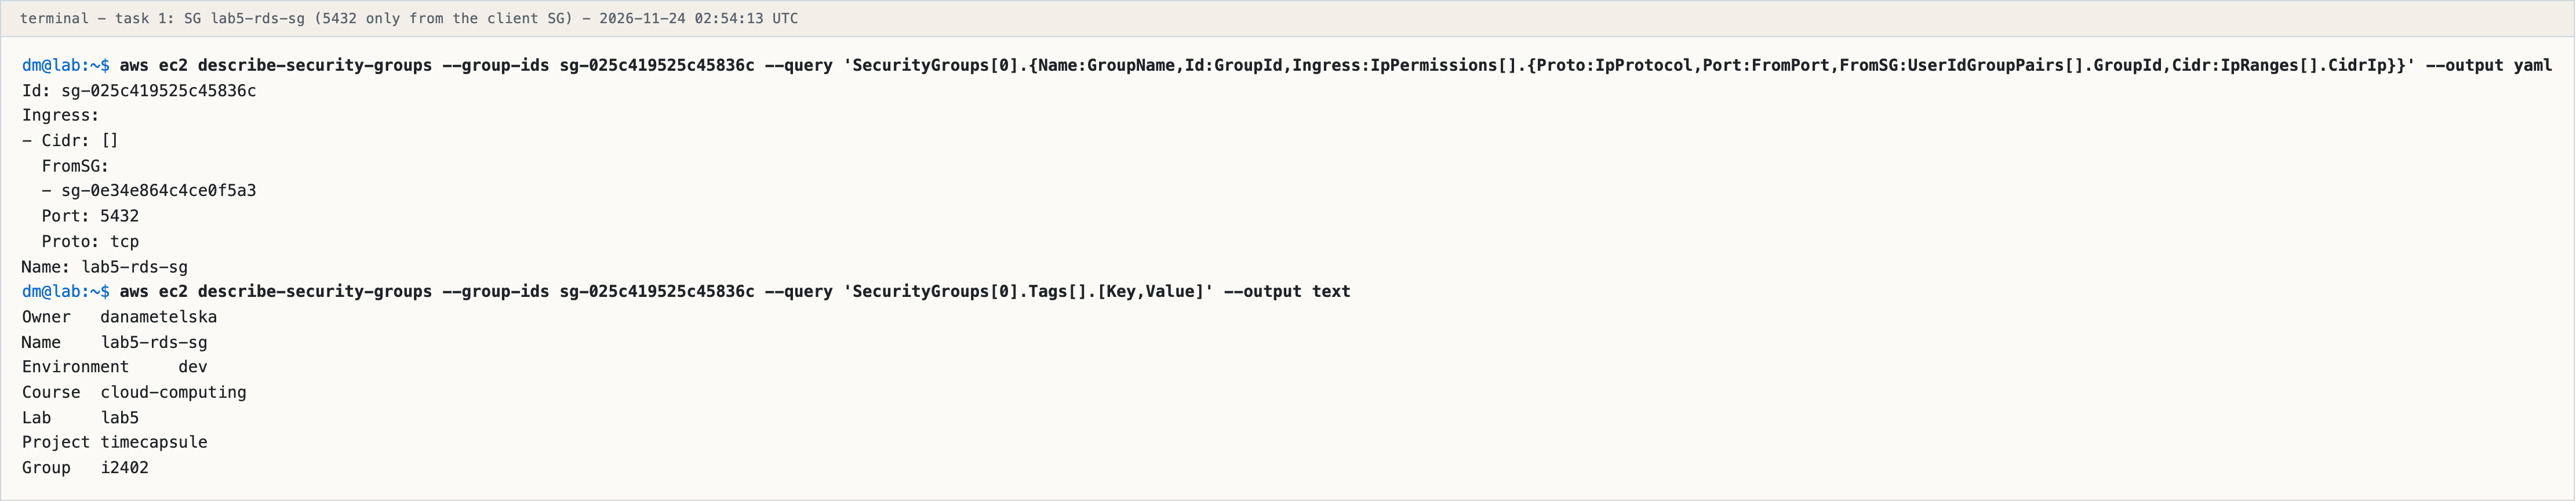 terminal – task 1: SG lab5-rds-sg (5432 only from the client SG) – 2026-11-24 02:54:13 UTC
dm@lab:~$ aws ec2 describe-security-groups --group-ids sg-025c419525c45836c --query 'SecurityGroups[0].{Name:GroupName,Id:GroupId,Ingress:IpPermissions[].{Proto:IpProtocol,Port:FromPort,FromSG:UserIdGroupPairs[].GroupId,Cidr:IpRanges[].CidrIp}}' --output yaml
Id: sg-025c419525c45836c
Ingress:
- Cidr: []
  FromSG:
  - sg-0e34e864c4ce0f5a3
  Port: 5432
  Proto: tcp
Name: lab5-rds-sg
dm@lab:~$ aws ec2 describe-security-groups --group-ids sg-025c419525c45836c --query 'SecurityGroups[0].Tags[].[Key,Value]' --output text
Owner   danametelska
Name    lab5-rds-sg
Environment     dev
Course  cloud-computing
Lab     lab5
Project timecapsule
Group   i2402